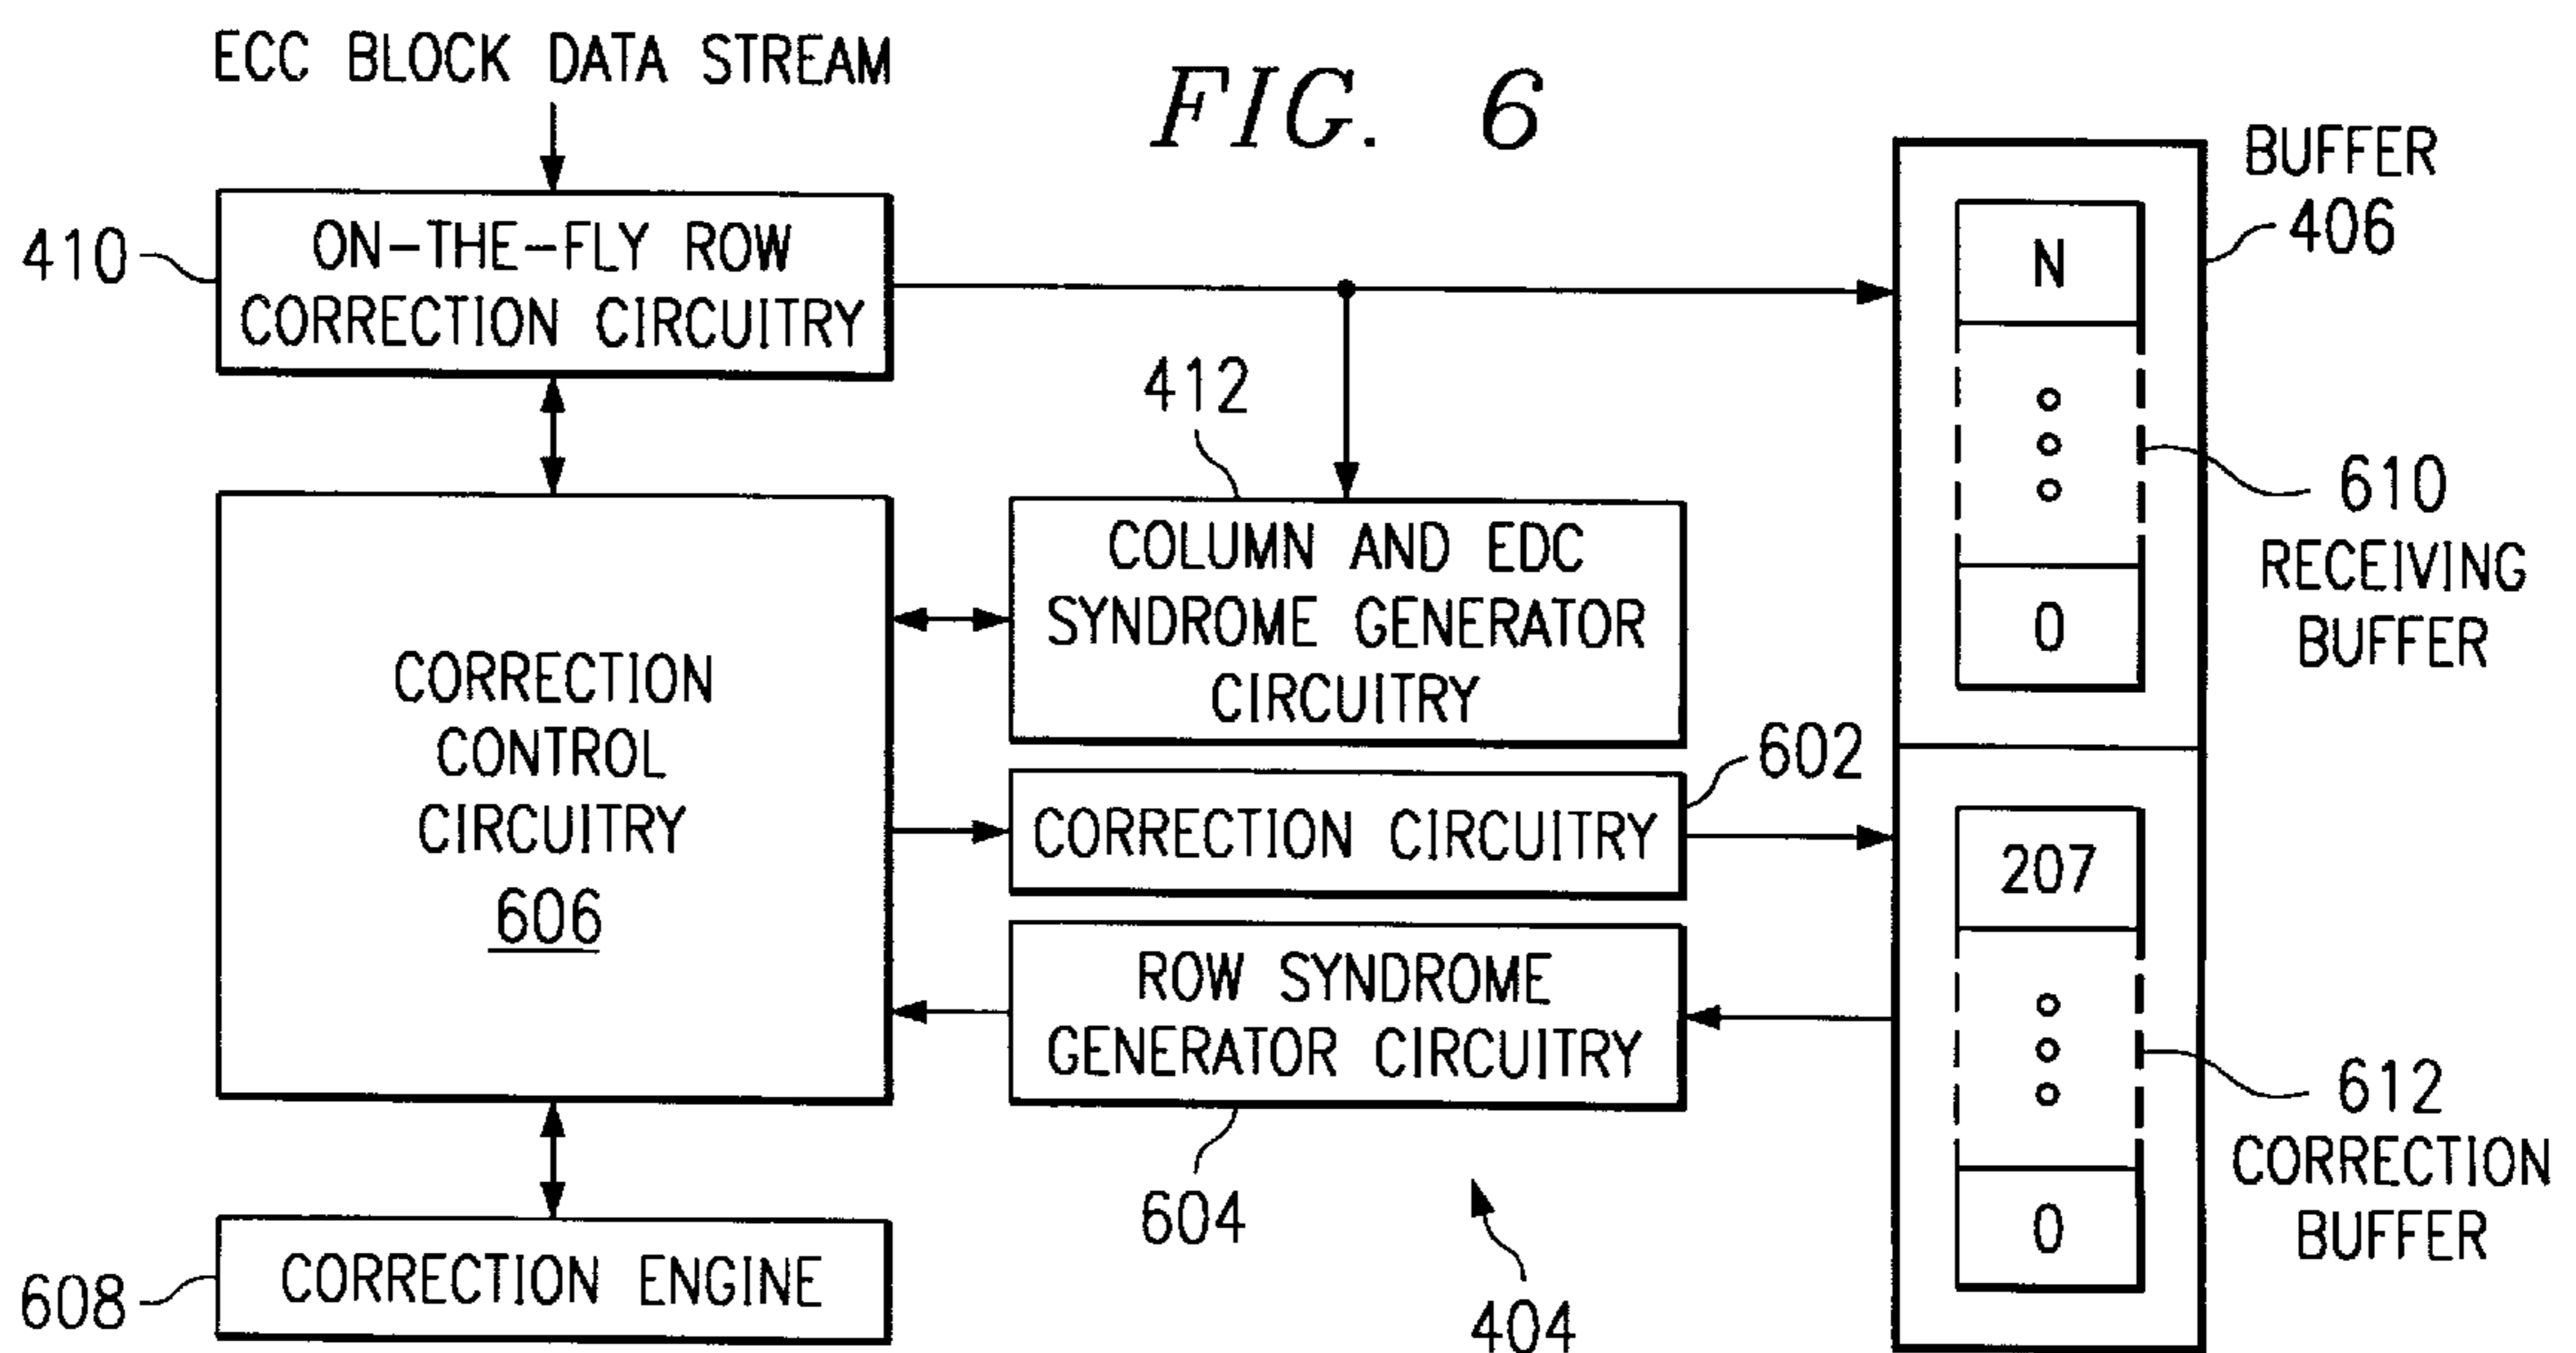 ECC BLOCK DATA STREAM
FIG. 6
410
ON-THE-FLY ROW
CORRECTION CIRCUITRY
BUFFER
406
N
412
COLUMN AND EDC
SYNDROME GENERATOR
CIRCUITRY
610
RECEIVING
BUFFER
0
CORRECTION
CONTROL
CIRCUITRY
606
602
CORRECTION CIRCUITRY
207
ROW SYNDROME
GENERATOR CIRCUITRY
604
612
CORRECTION
BUFFER
0
608
CORRECTION ENGINE
404